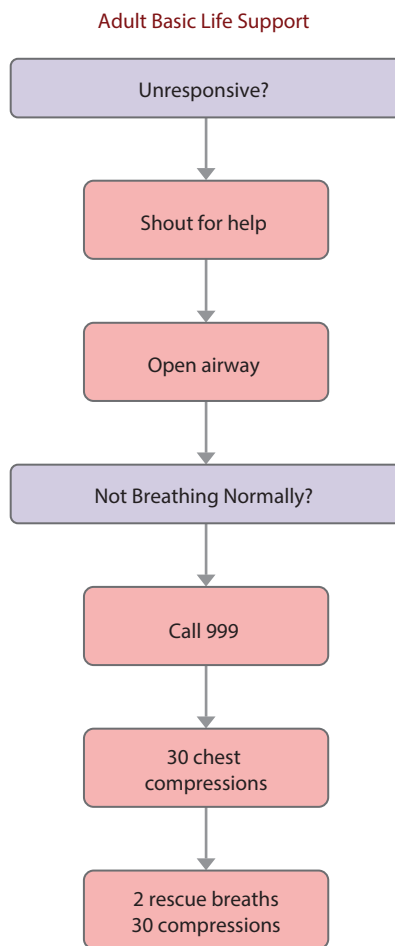 Adult Basic Life Support
Unresponsive?
Shout for help
Open airway
Not Breathing Normally?
Call 999
30 chest
compressions
2 rescue breaths
30 compressions